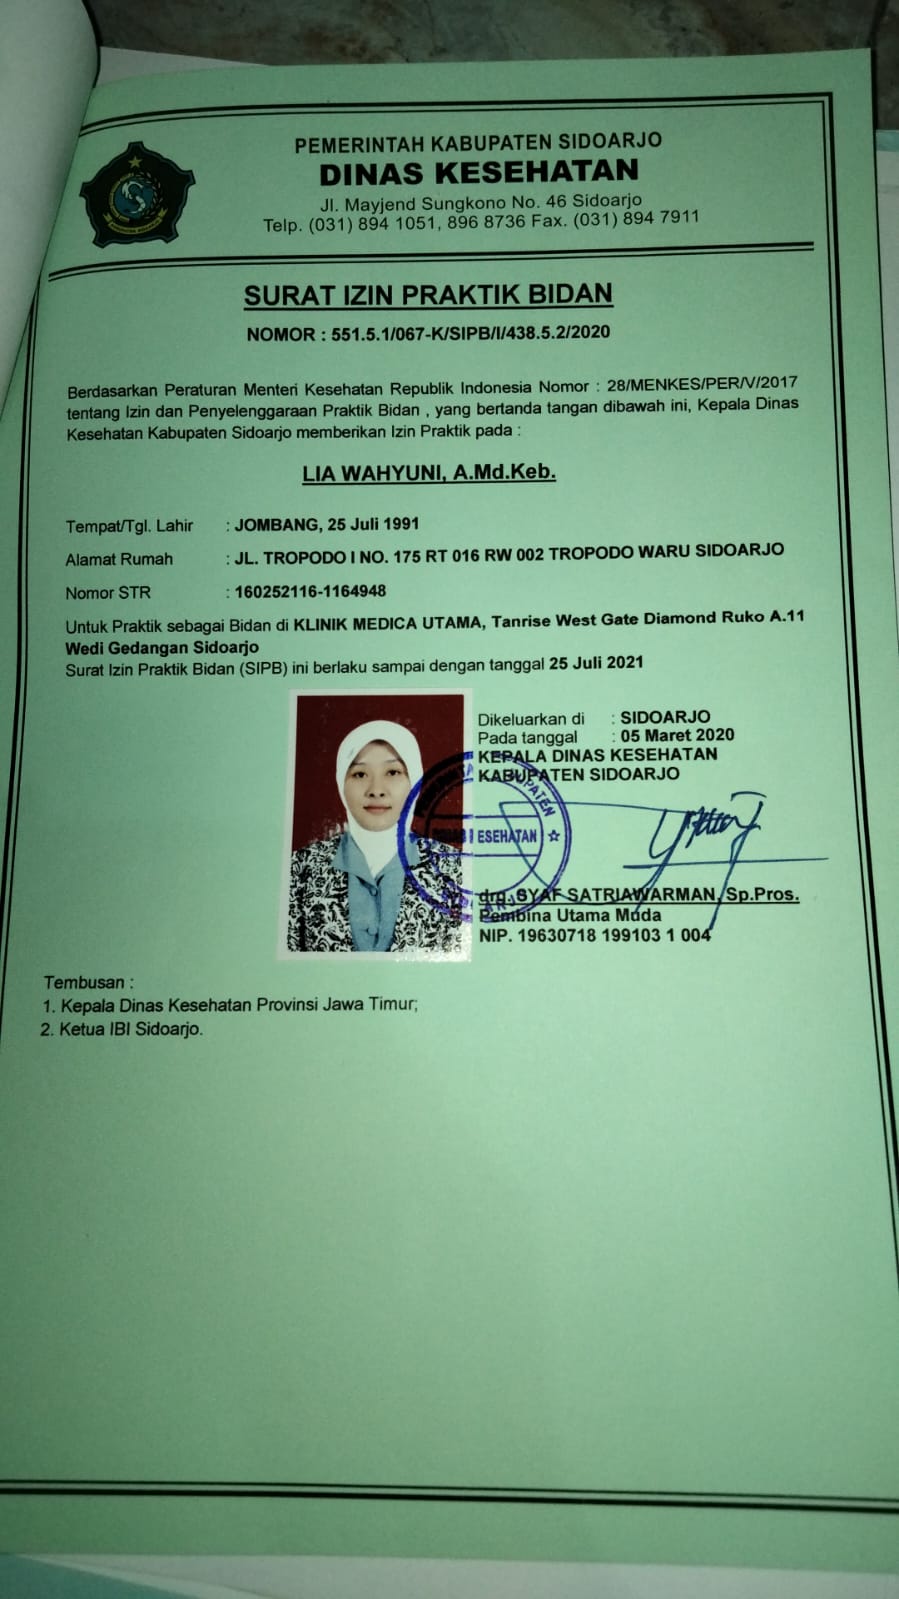 PEMERINTAH KABUPATEN SIDOARJO
DINAS KESEHATAN
Jl. Mayjend Sungkono No. 46 Sidoarjo
Telp. (031) 894 1051, 896 8736 Fax. (031) 894 7911
SURAT IZIN PRAKTIK BIDAN
NOMOR : 551.5.1/067-K/SIPB/I/438.5.2/2020
Berdasarkan Peraturan Menteri Kesehatan Republik Indonesia Nomor : 28/MENKES/PER/V/2017
tentang Izin dan Penyelenggaraan Praktik Bidan , yang bertanda tangan dibawah ini, Kepala Dinas
Kesehatan Kabupaten Sidoarjo memberikan Izin Praktik pada :
LIA WAHYUNI, A.Md.Keb.
Tempat/Tgl. Lahir : JOMBANG, 25 Juli 1991
Alamat Rumah : JL. TROPODO I NO. 175 RT 016 RW 002 TROPODO WARU SIDOARJO
Nomor STR : 160252116-1164948
Untuk Praktik sebagai Bidan di KLINIK MEDICA UTAMA, Tanrise West Gate Diamond Ruko A.11
Wedi Gedangan Sidoarjo
Surat Izin Praktik Bidan (SIPB) ini berlaku sampai dengan tanggal 25 Juli 2021
Dikeluarkan di : SIDOARJO
Pada tanggal : 05 Maret 2020
KEPALA DINAS KESEHATAN
KABUPATEN SIDOARJO
KABUPATEN
ESEHATAN
drg. SYAF SATRIAWARMAN, Sp.Pros.
Pembina Utama Muda
NIP. 19630718 199103 1 004
Tembusan :
1. Kepala Dinas Kesehatan Provinsi Jawa Timur;
2. Ketua IBI Sidoarjo.